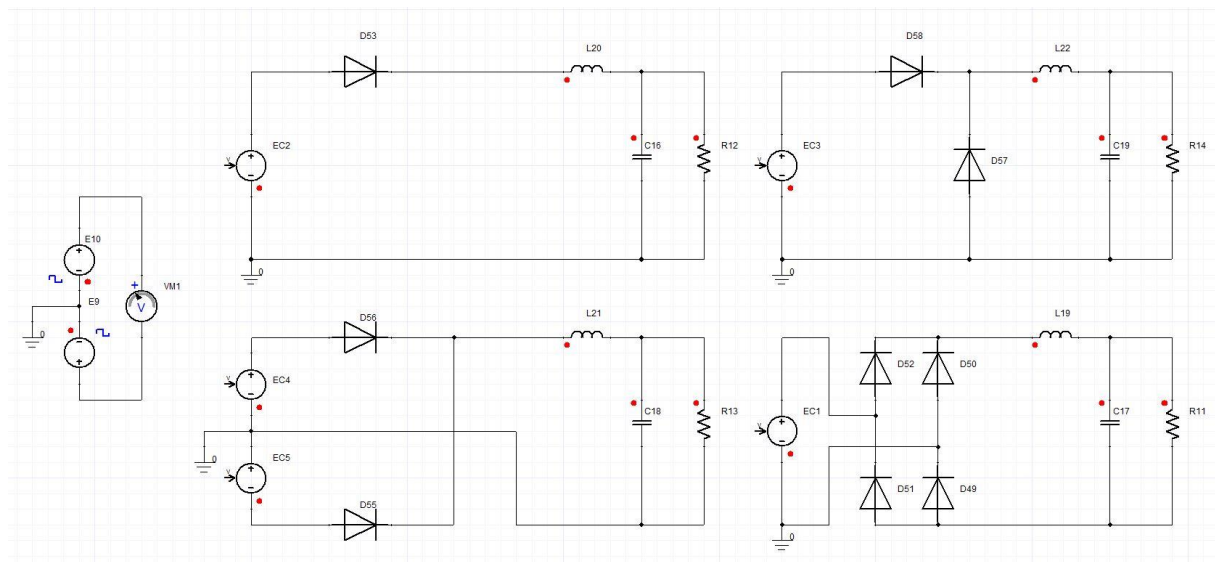 D53
L20
EC2
V
C16
R12
0
D58
L22
EC3
V
D57
C19
R14
0
E10
E9
+
V
VM1
0
D56
L21
EC4
V
C18
R13
0
EC5
V
D55
D52
D50
L19
EC1
V
C17
R11
D51
D49
0